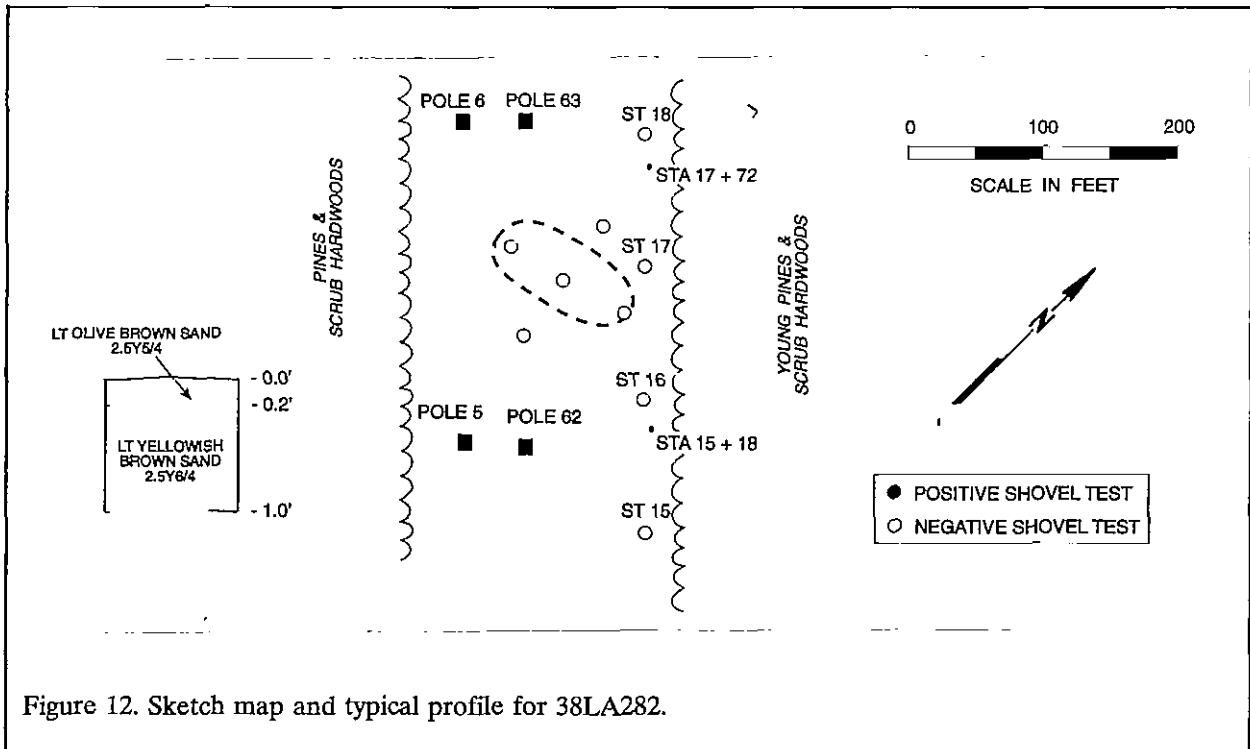 POLE 6
POLE 63
ST 18
0
100
200
SCALE IN FEET
STA 17 + 72
PINES &
SCRUB HARDWOODS
ST 17
YOUNG PINES &
SCRUB HARDWOODS
N
LT OLIVE BROWN SAND
2.5Y5/4
- 0.0'
- 0.2'
LT YELLOWISH
BROWN SAND
2.5Y6/4
- 1.0'
ST 16
POLE 5
POLE 62
STA 15 + 18
ST 15
POSITIVE SHOVEL TEST
NEGATIVE SHOVEL TEST
Figure 12. Sketch map and typical profile for 38LA282.